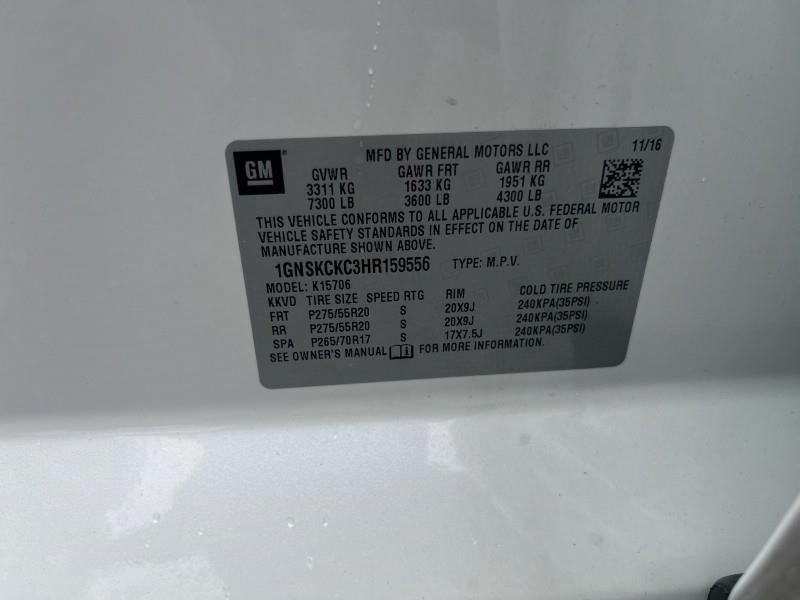 GM
MFD BY GENERAL MOTORS LLC 11/16
GVWR GAWR FRT GAWR RR
3311 KG 1633 KG 1951 KG
7300 LB 3600 LB 4300 LB
THIS VEHICLE CONFORMS TO ALL APPLICABLE U.S. FEDERAL MOTOR
VEHICLE SAFETY STANDARDS IN EFFECT ON THE DATE OF
MANUFACTURE SHOWN ABOVE.
1GNSKCKC3HR159556 TYPE: M.P.V.
MODEL: K15706
KKVD TIRE SIZE SPEED RTG RIM COLD TIRE PRESSURE
FRT P275/55R20 S 20X9J 240KPA(35PSI)
RR P275/55R20 S 20X9J 240KPA(35PSI)
SPA P265/70R17 S 17X7.5J 240KPA(35PSI)
SEE OWNER'S MANUAL FOR MORE INFORMATION.